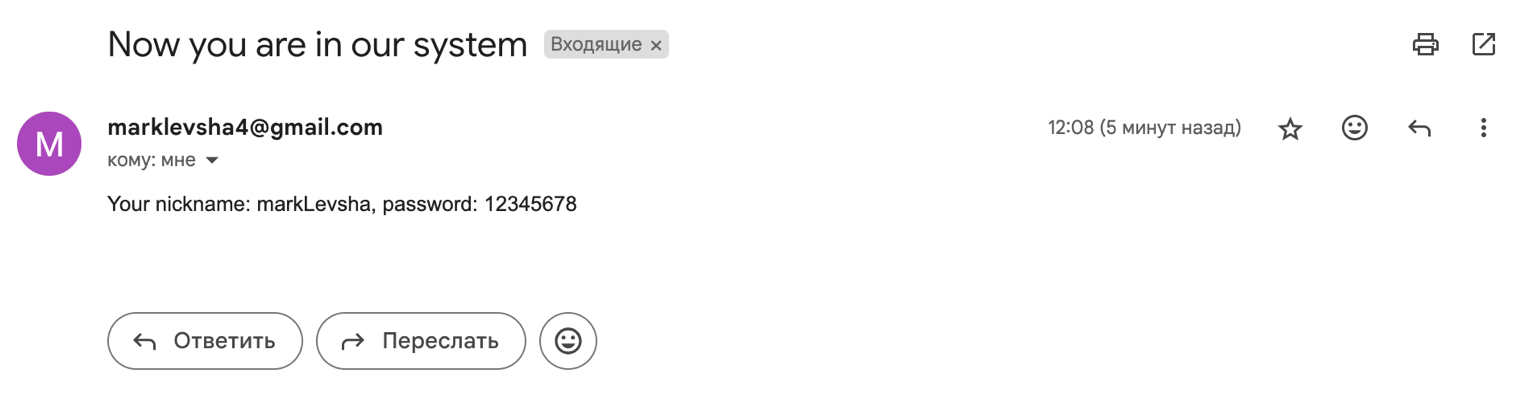 Now you are in our system Входящие ×
M
marklevsha4@gmail.com 12:08 (5 минут назад)
кому: мне
Your nickname: markLevsha, password: 12345678
Ответить Переслать